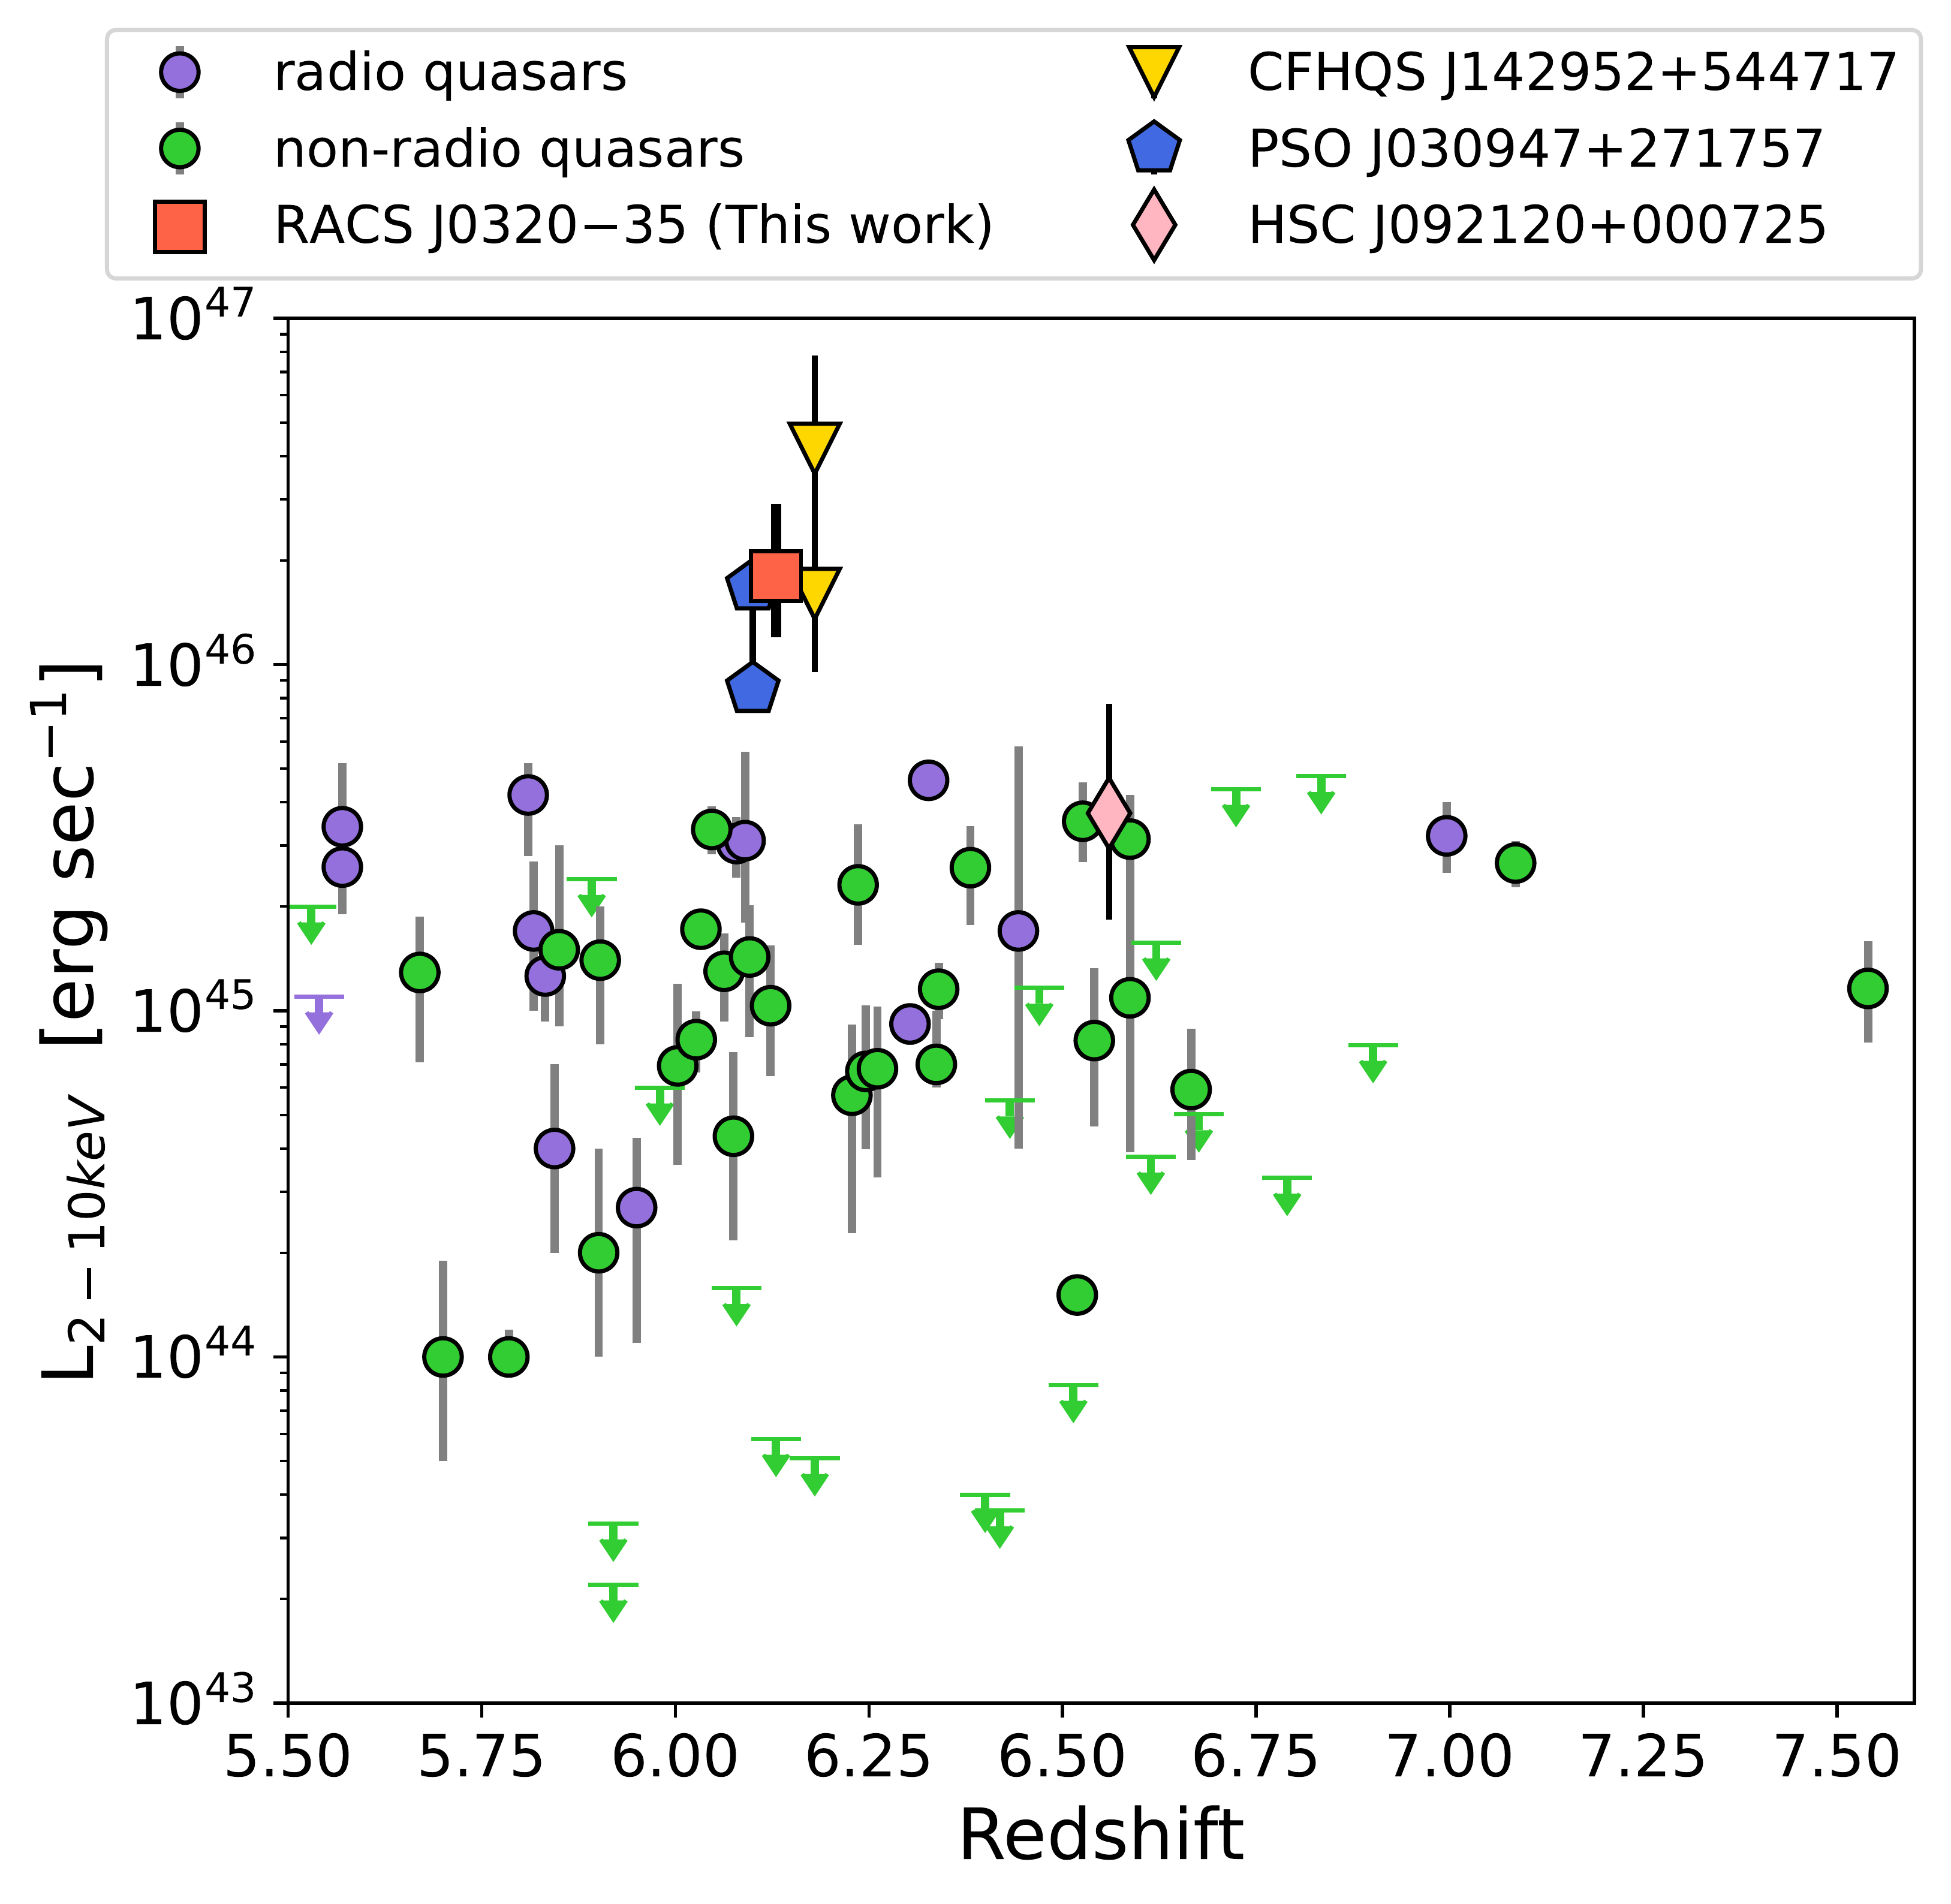 radio quasars
non-radio quasars
RACS J0320−35 (This work)
CFHQS J142952+544717
PSO J030947+271757
HSC J092120+000725
10^47
10^46
10^45
10^44
10^43
L_2−10keV [erg sec^−1]
5.50 5.75 6.00 6.25 6.50 6.75 7.00 7.25 7.50
Redshift